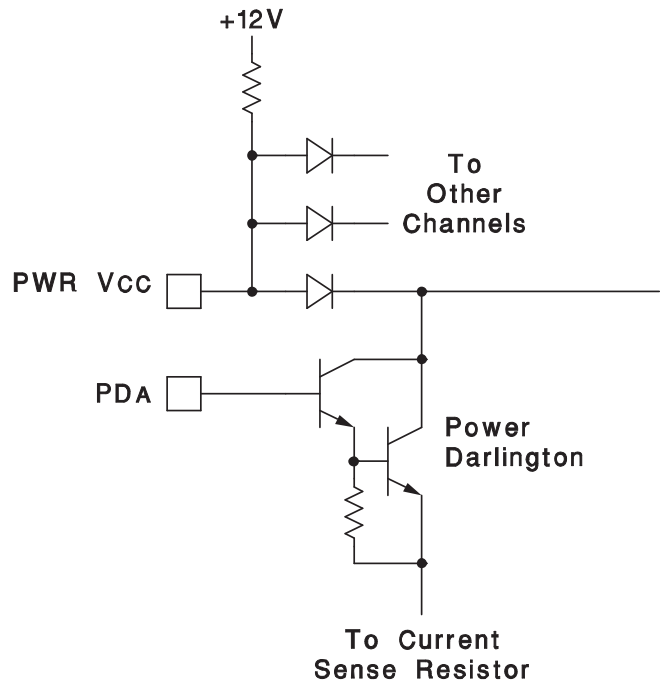 +12V
To
Other
Channels
PWR VCC
PDA
Power
Darlington
To Current
Sense Resistor